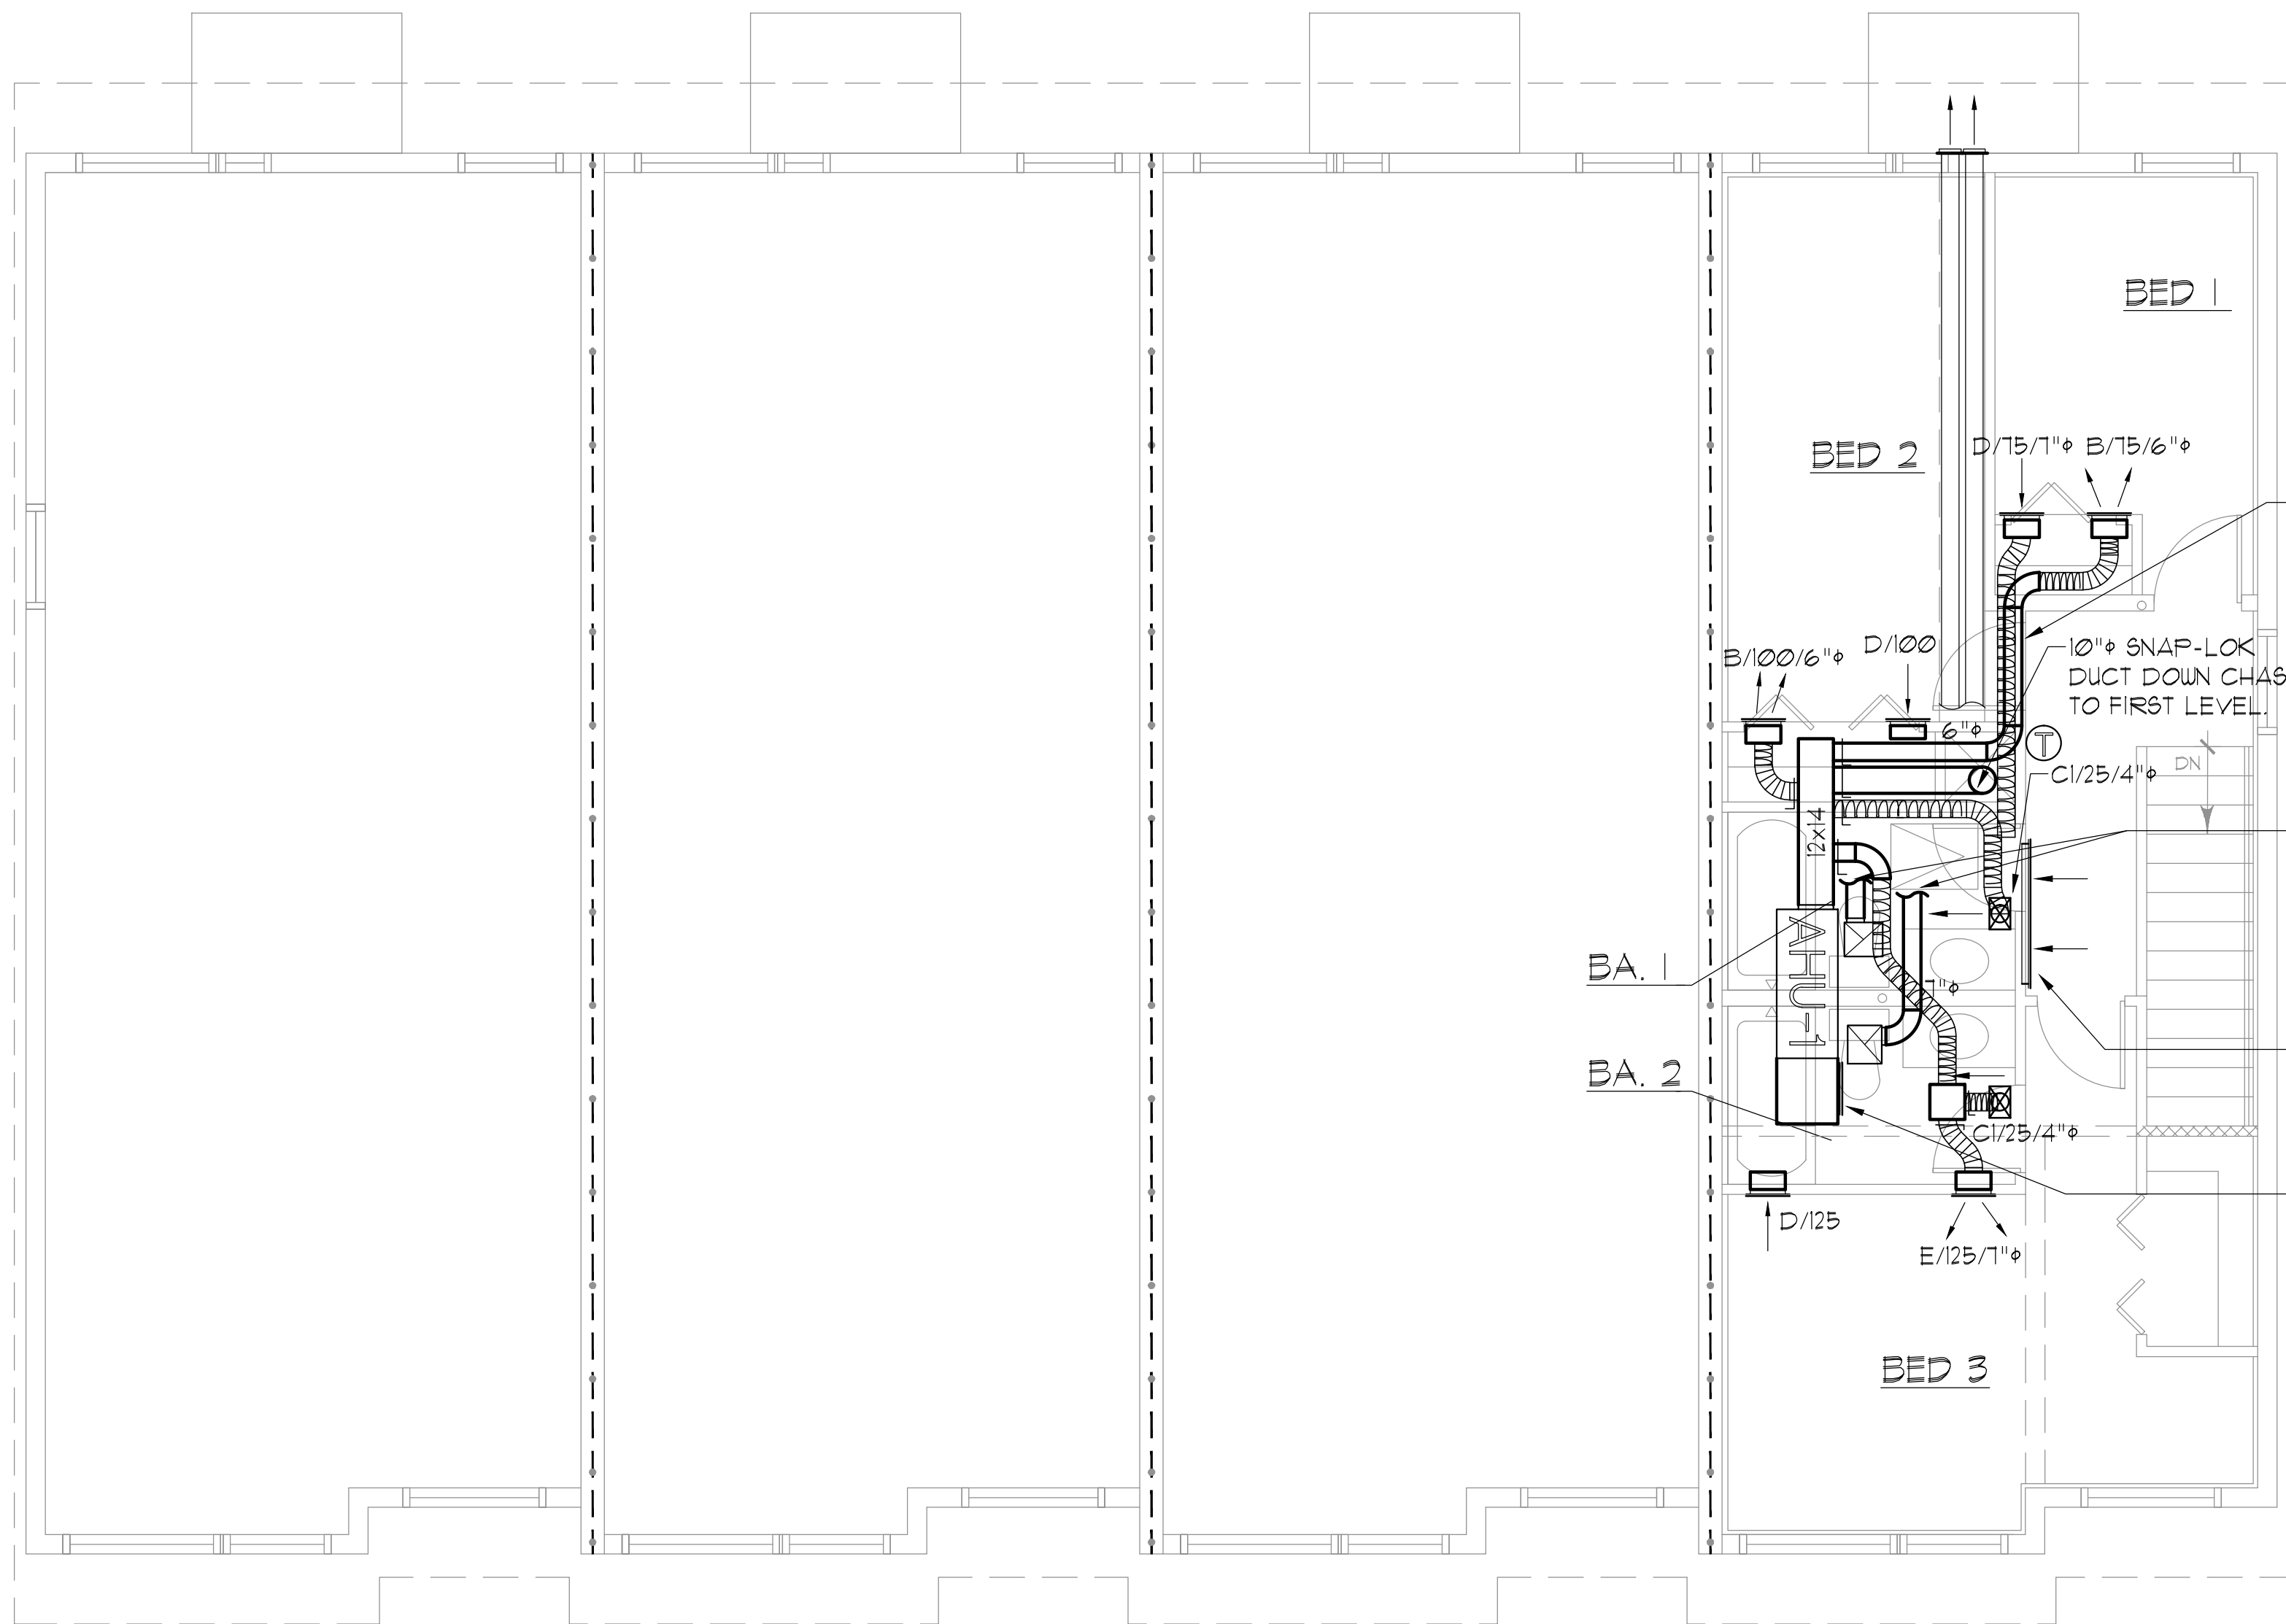 BED 1
BED 2
D/75/7"ϕ B/75/6"ϕ
B/100/6"ϕ
D/100
10"ϕ SNAP-LOK
DUCT DOWN CHAS
TO FIRST LEVEL.
6"ϕ
T
DN
C1/25/4"ϕ
12x14
AHU-1
BA. 1
7"ϕ
BA. 2
C1/25/4"ϕ
D/125
E/125/7"ϕ
BED 3